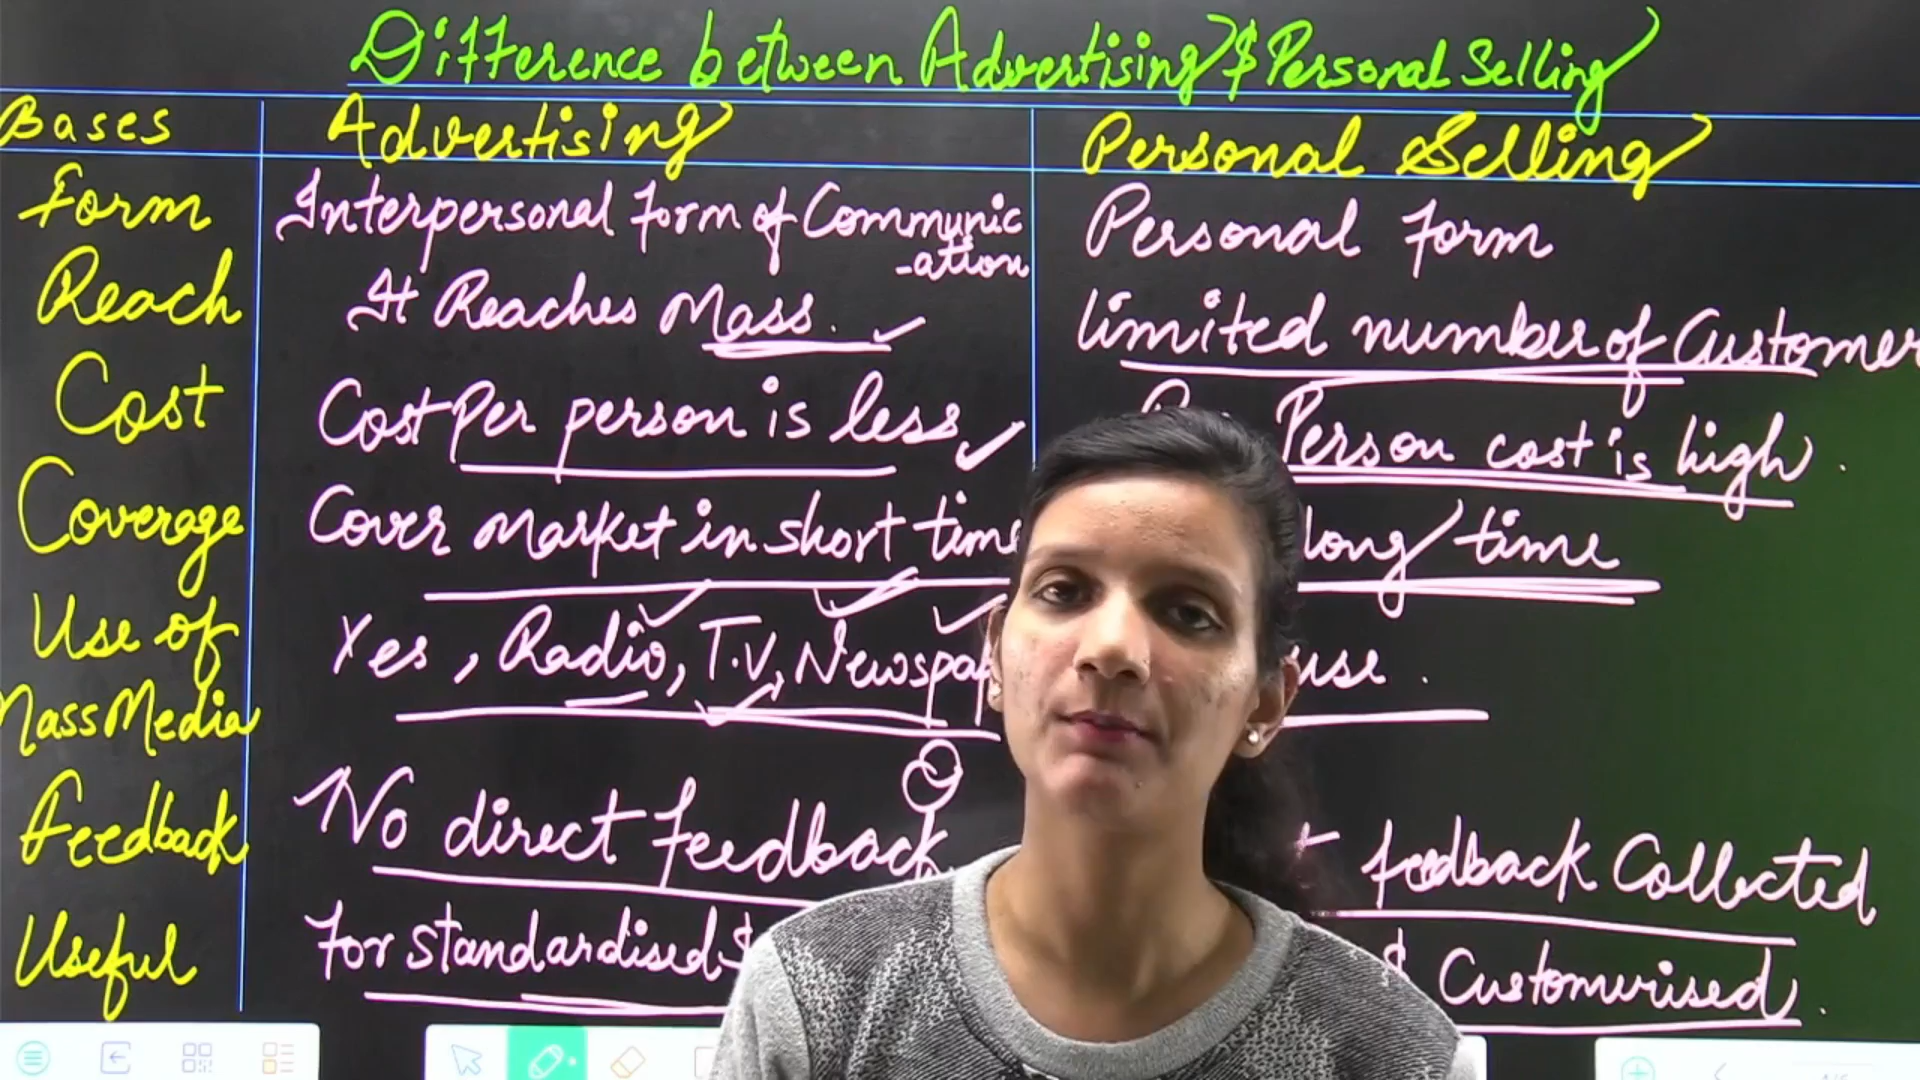 Difference between Advertising & Personal Selling
Bases Advertising Personal Selling
Form Interpersonal Form of Communic
-ation Personal Form
Reach It Reaches Mass. limited number of Customer
Cost Cost Per person is less Person cost is high.
Coverage Cover Market in short time long time
Use of Yes, Radio, T.V, use.
Mass Media
Feedback No direct feedback feedback Collected
Useful For standardised & & Customerised.